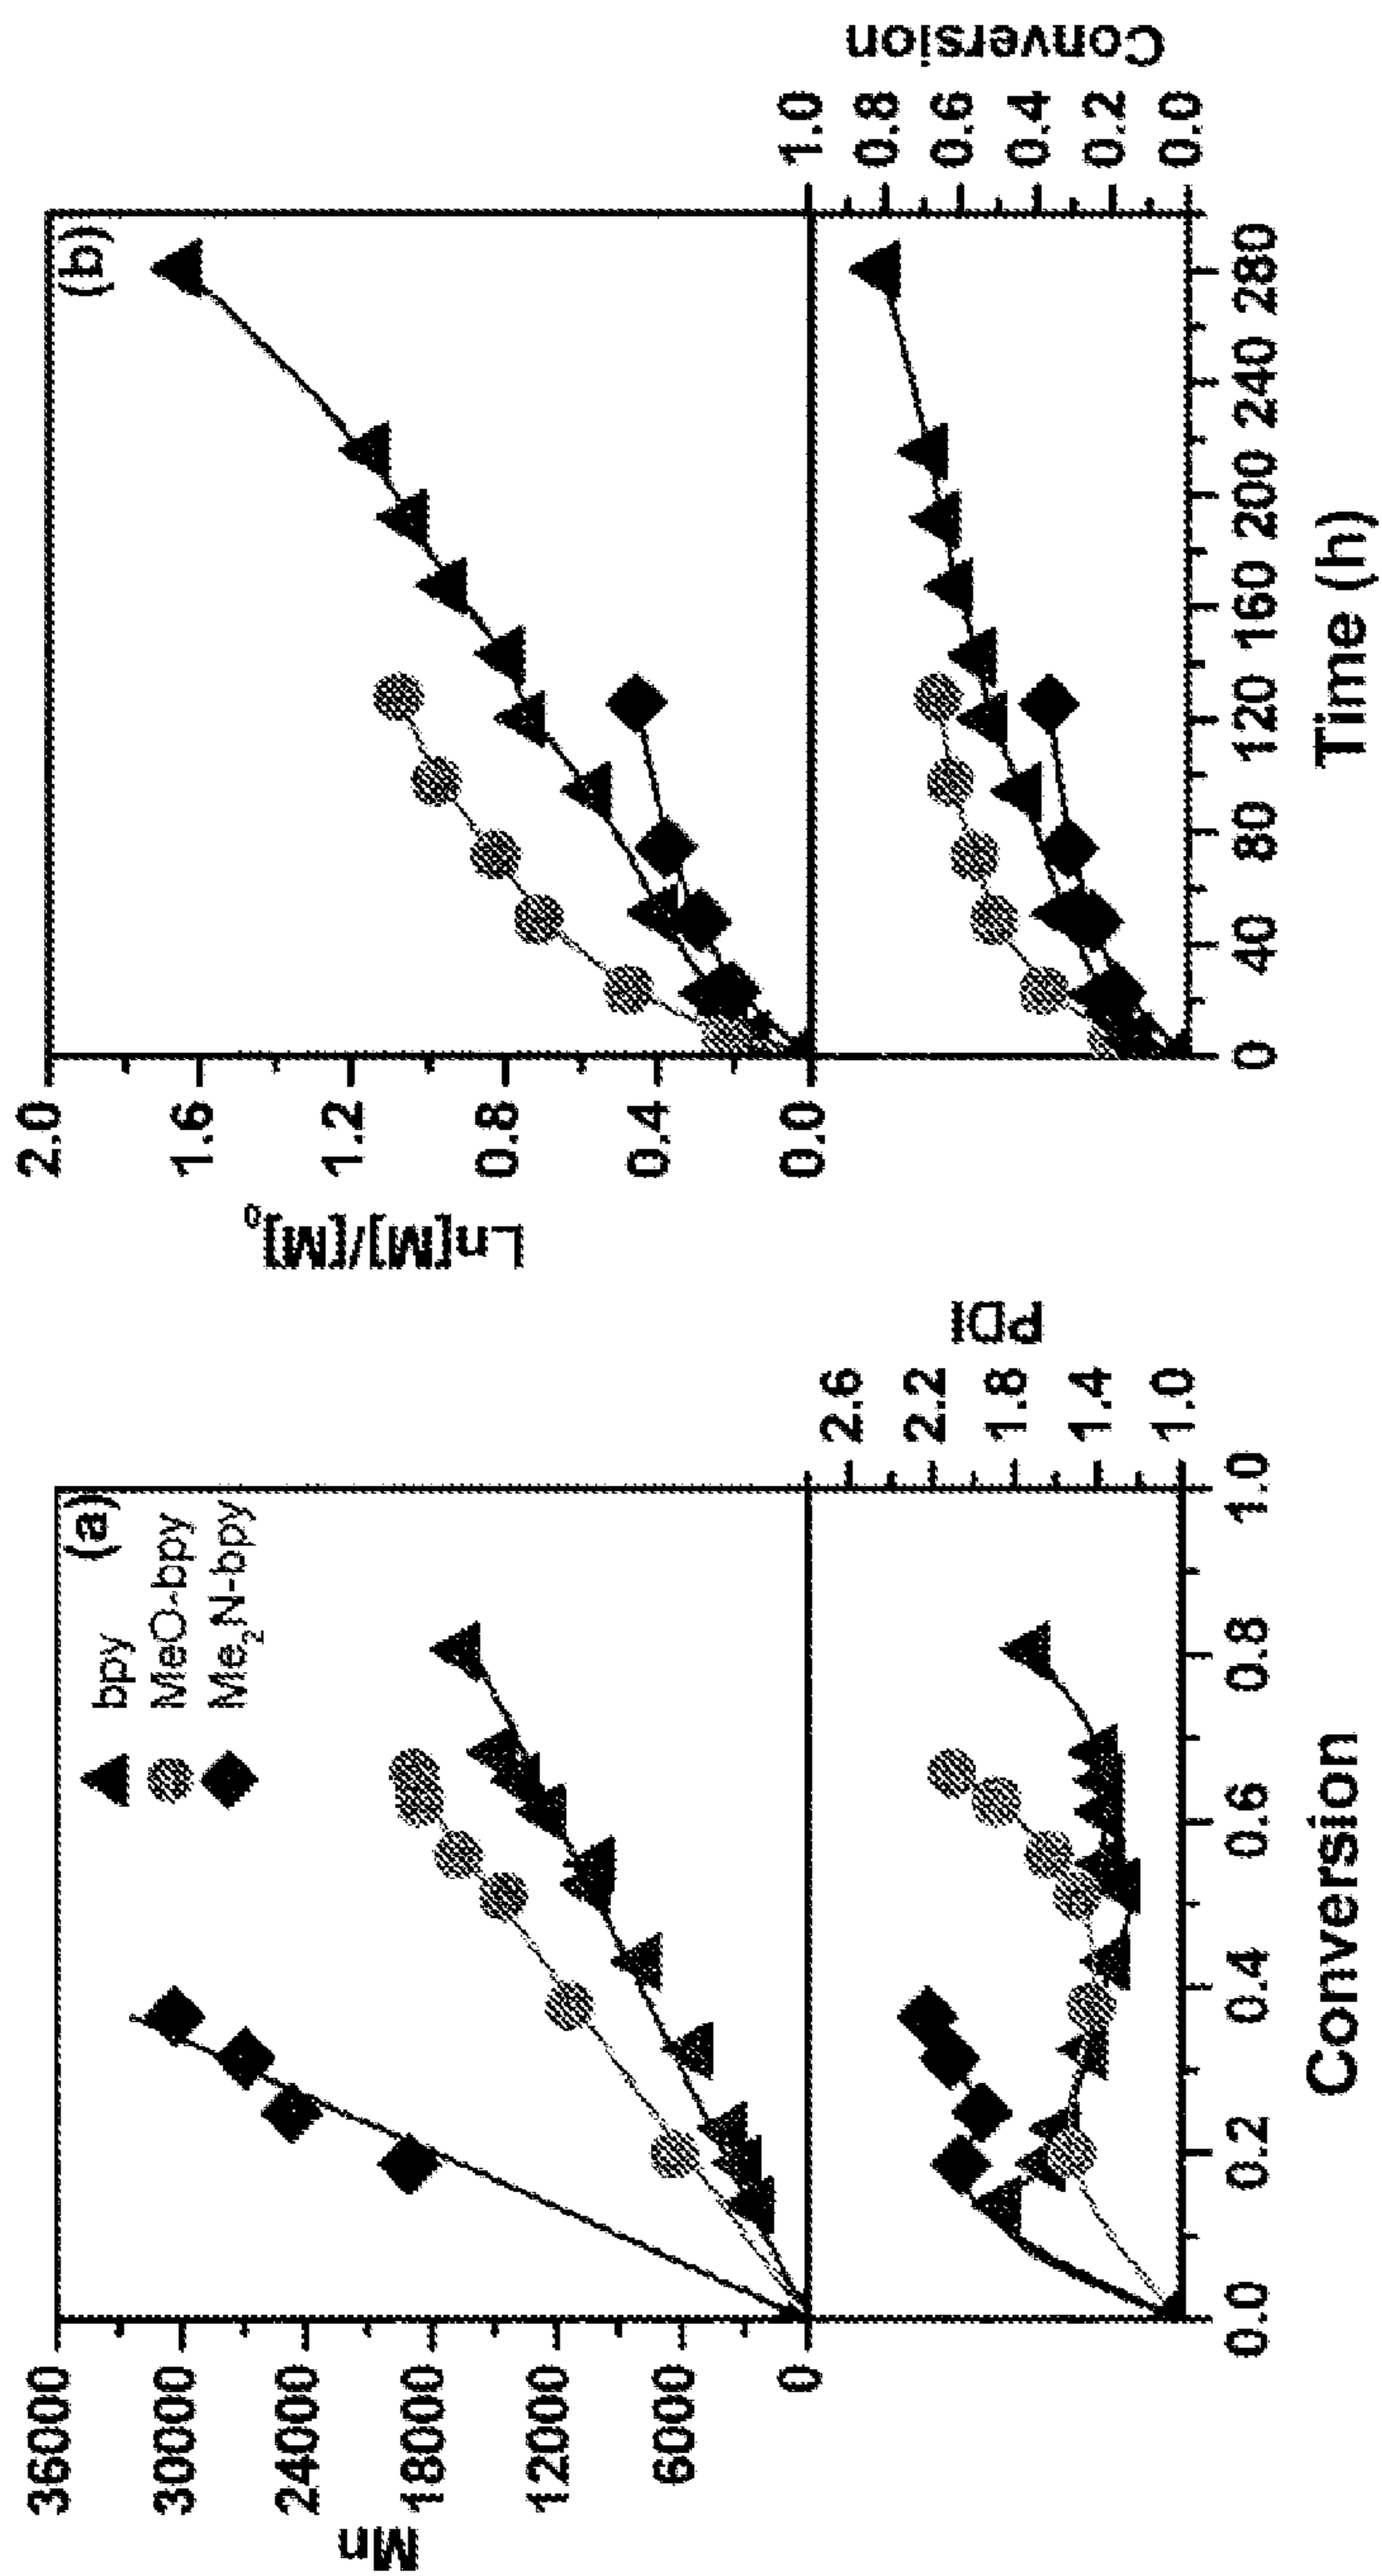 (a)
bpy
MeO-bpy
Me₂N-bpy
Mn
36000
30000
24000
18000
12000
6000
0
PDI
2.6
2.2
1.8
1.4
1.0
0.0 0.2 0.4 0.6 0.8 1.0
Conversion
(b)
Ln[M]/[M]₀
2.0
1.6
1.2
0.8
0.4
0.0
Conversion
1.0
0.8
0.6
0.4
0.2
0.0
0 40 80 120 160 200 240 280
Time (h)